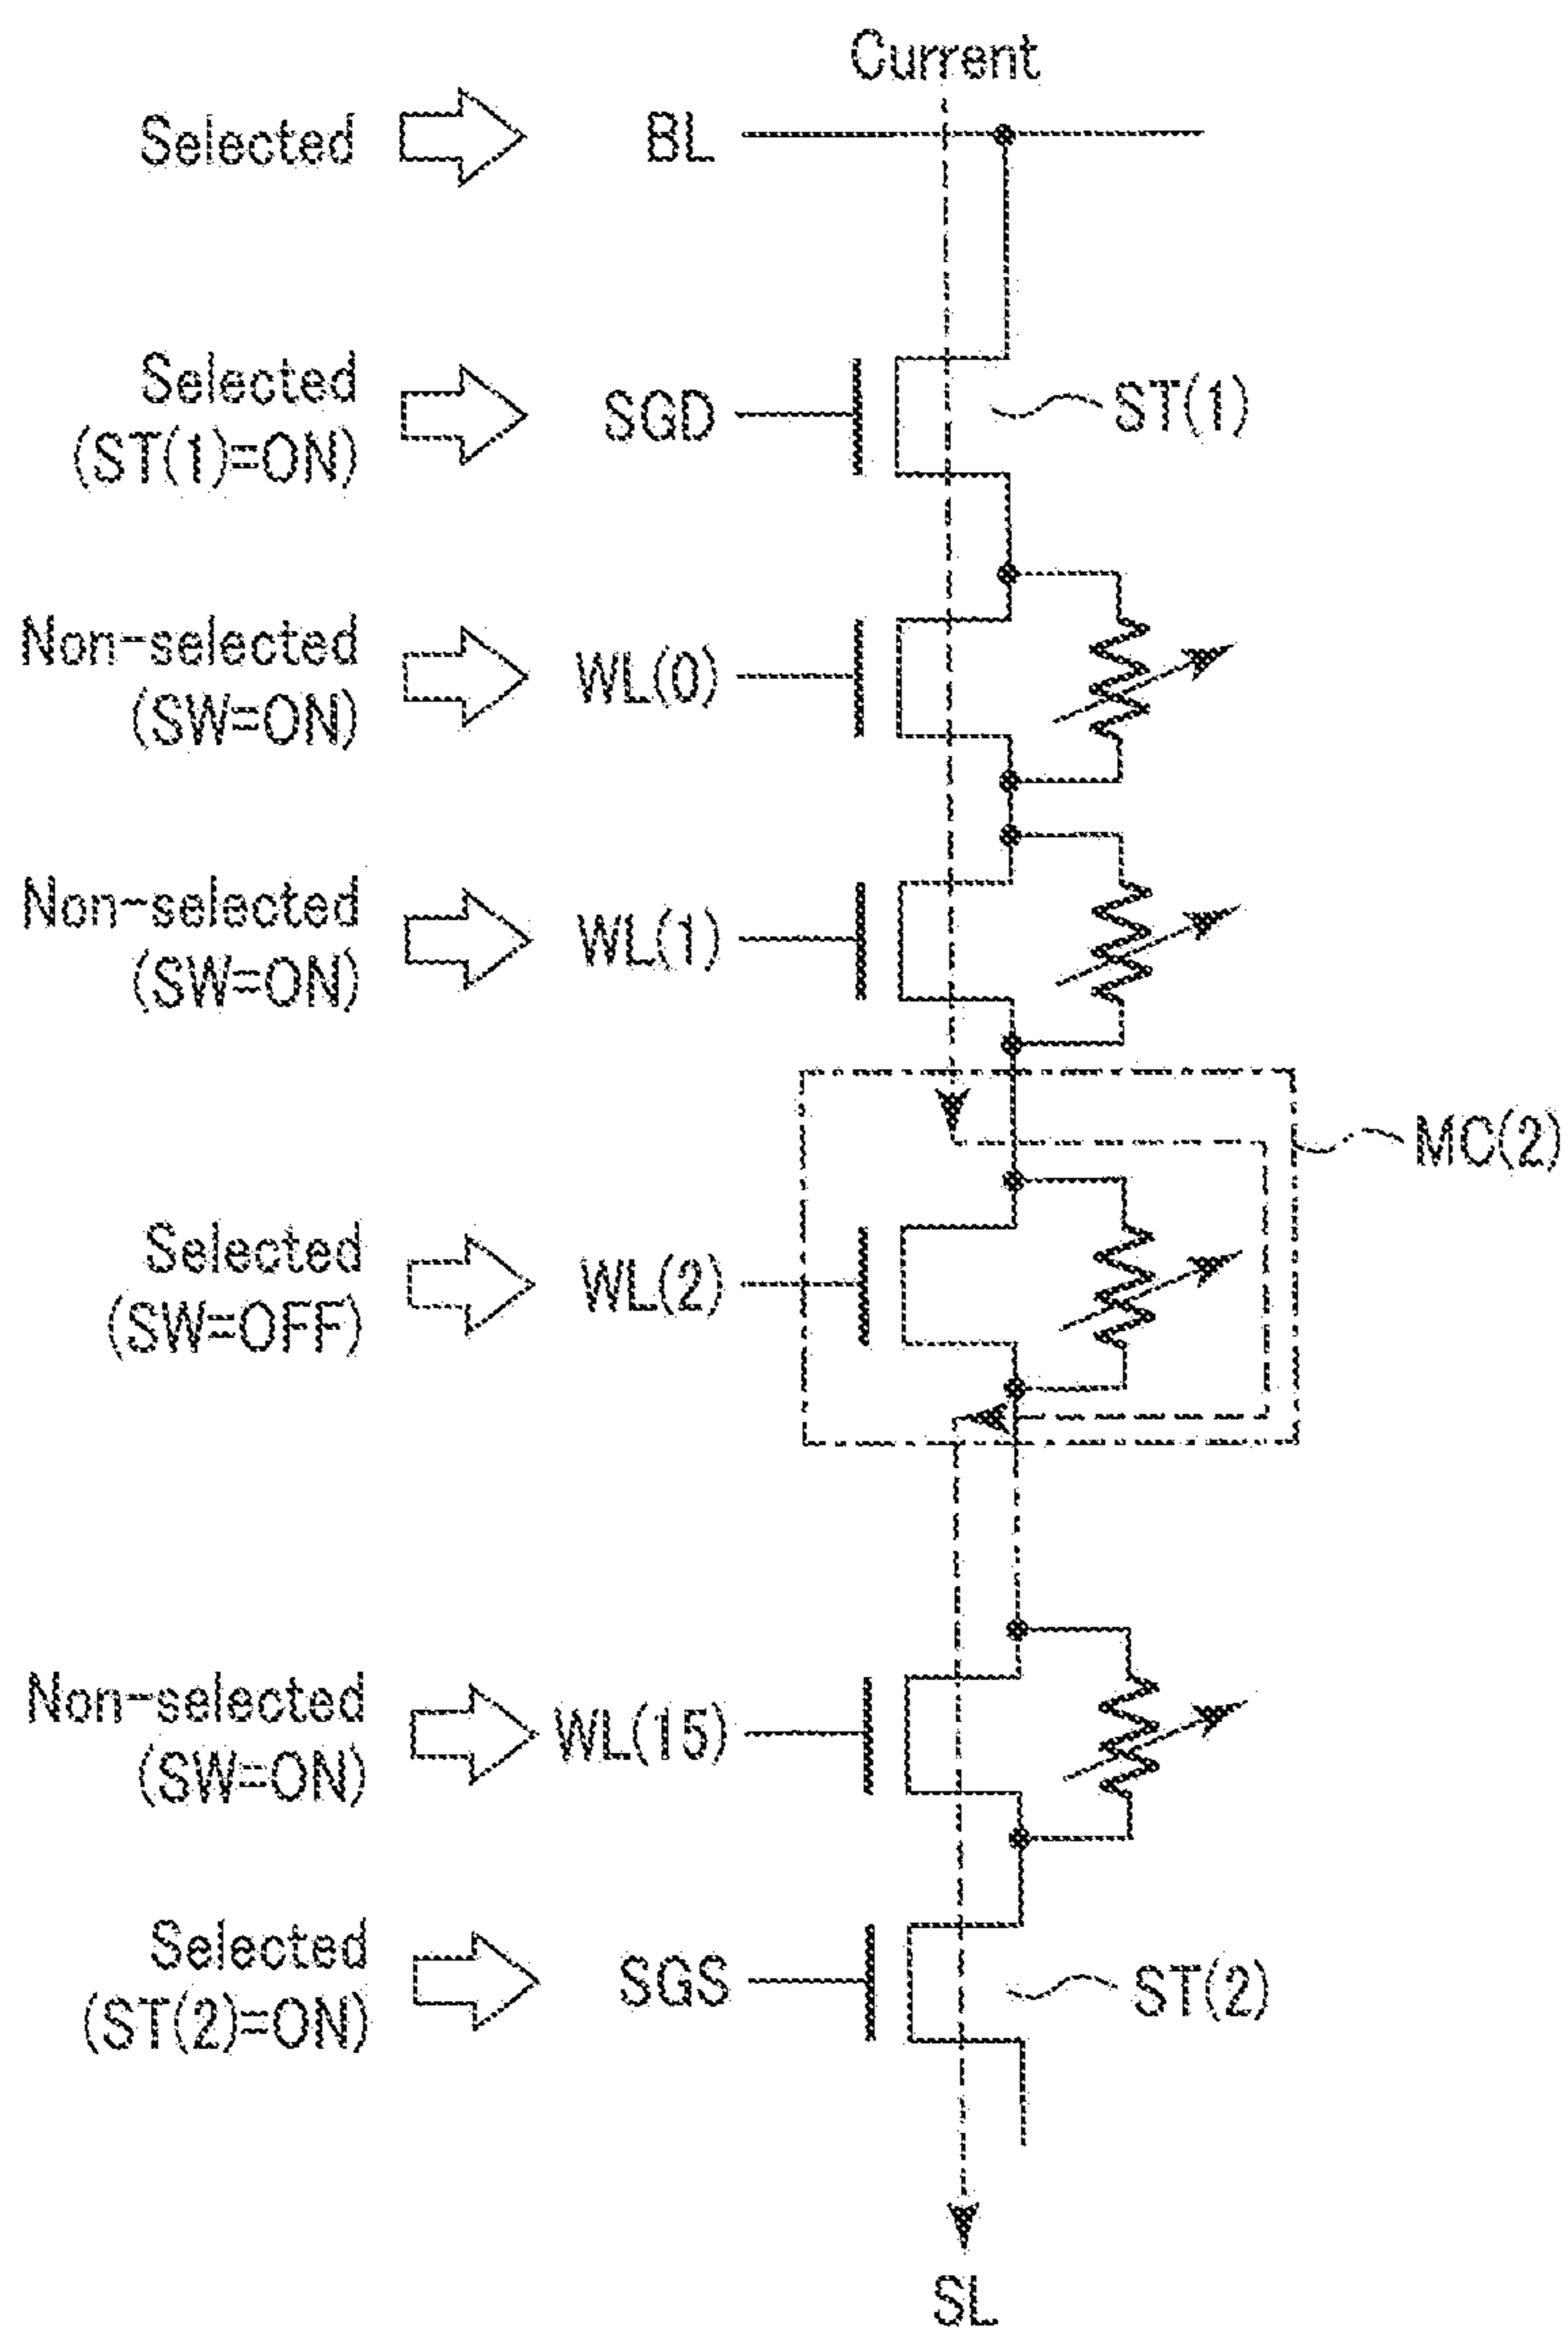 Current
Selected
BL
Selected
(ST(1)=ON)
SGD
ST(1)
Non-selected
(SW=ON)
WL(0)
Non-selected
(SW=ON)
WL(1)
MC(2)
Selected
(SW=OFF)
WL(2)
Non-selected
(SW=ON)
WL(15)
Selected
(ST(2)=ON)
SGS
ST(2)
SL